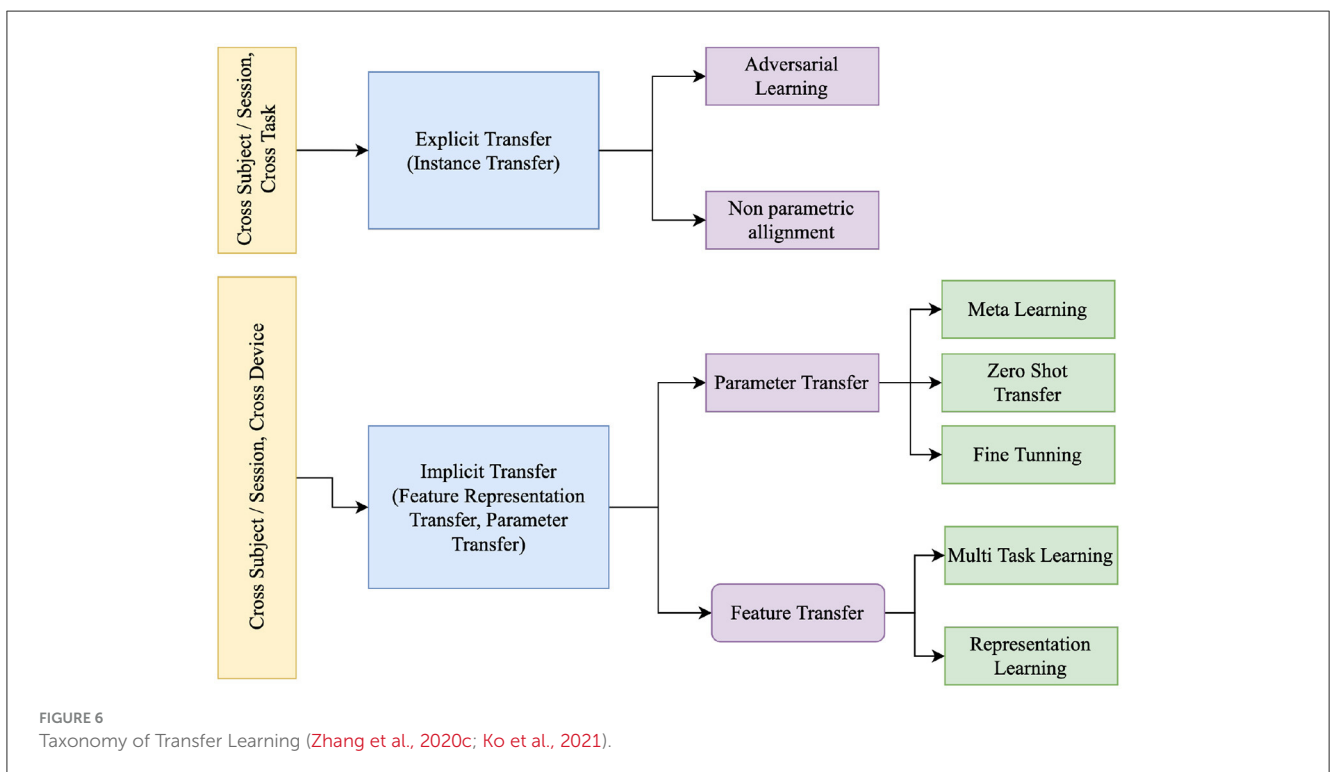 Cross Subject / Session,
Cross Task
Explicit Transfer
(Instance Transfer)
Adversarial
Learning
Non parametric
allignment
Cross Subject / Session, Cross Device
Implicit Transfer
(Feature Representation
Transfer, Parameter
Transfer)
Parameter Transfer
Meta Learning
Zero Shot
Transfer
Fine Tunning
Feature Transfer
Multi Task Learning
Representation
Learning
FIGURE 6
Taxonomy of Transfer Learning (Zhang et al., 2020c; Ko et al., 2021).